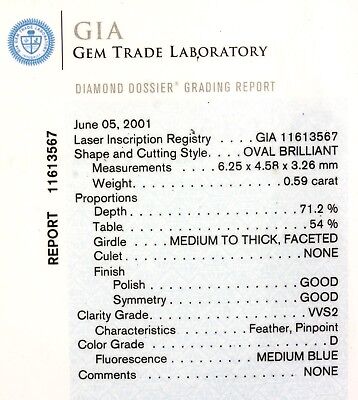 GIA
GEM TRADE LABORATORY
DIAMOND DOSSIER® GRADING REPORT
REPORT 11613567
June 05, 2001
Laser Inscription Registry . . . . GIA 11613567
Shape and Cutting Style . . . OVAL BRILLIANT
Measurements . . . . 6.25 x 4.58 x 3.26 mm
Weight . . . . . . . . . . . . . . . . . . 0.59 carat
Proportions
Depth . . . . . . . . . . . . . . . . . . . . . 71.2 %
Table . . . . . . . . . . . . . . . . . . . . . . . 54 %
Girdle . . . MEDIUM TO THICK, FACETED
Culet . . . . . . . . . . . . . . . . . . . . . . NONE
Finish
Polish . . . . . . . . . . . . . . . . . . . GOOD
Symmetry . . . . . . . . . . . . . . . GOOD
Clarity Grade . . . . . . . . . . . . . . . . . . VVS2
Characteristics . . . . . . . Feather, Pinpoint
Color Grade . . . . . . . . . . . . . . . . . . . . . . D
Fluorescence . . . . . . . . . MEDIUM BLUE
Comments . . . . . . . . . . . . . . . . . . . NONE